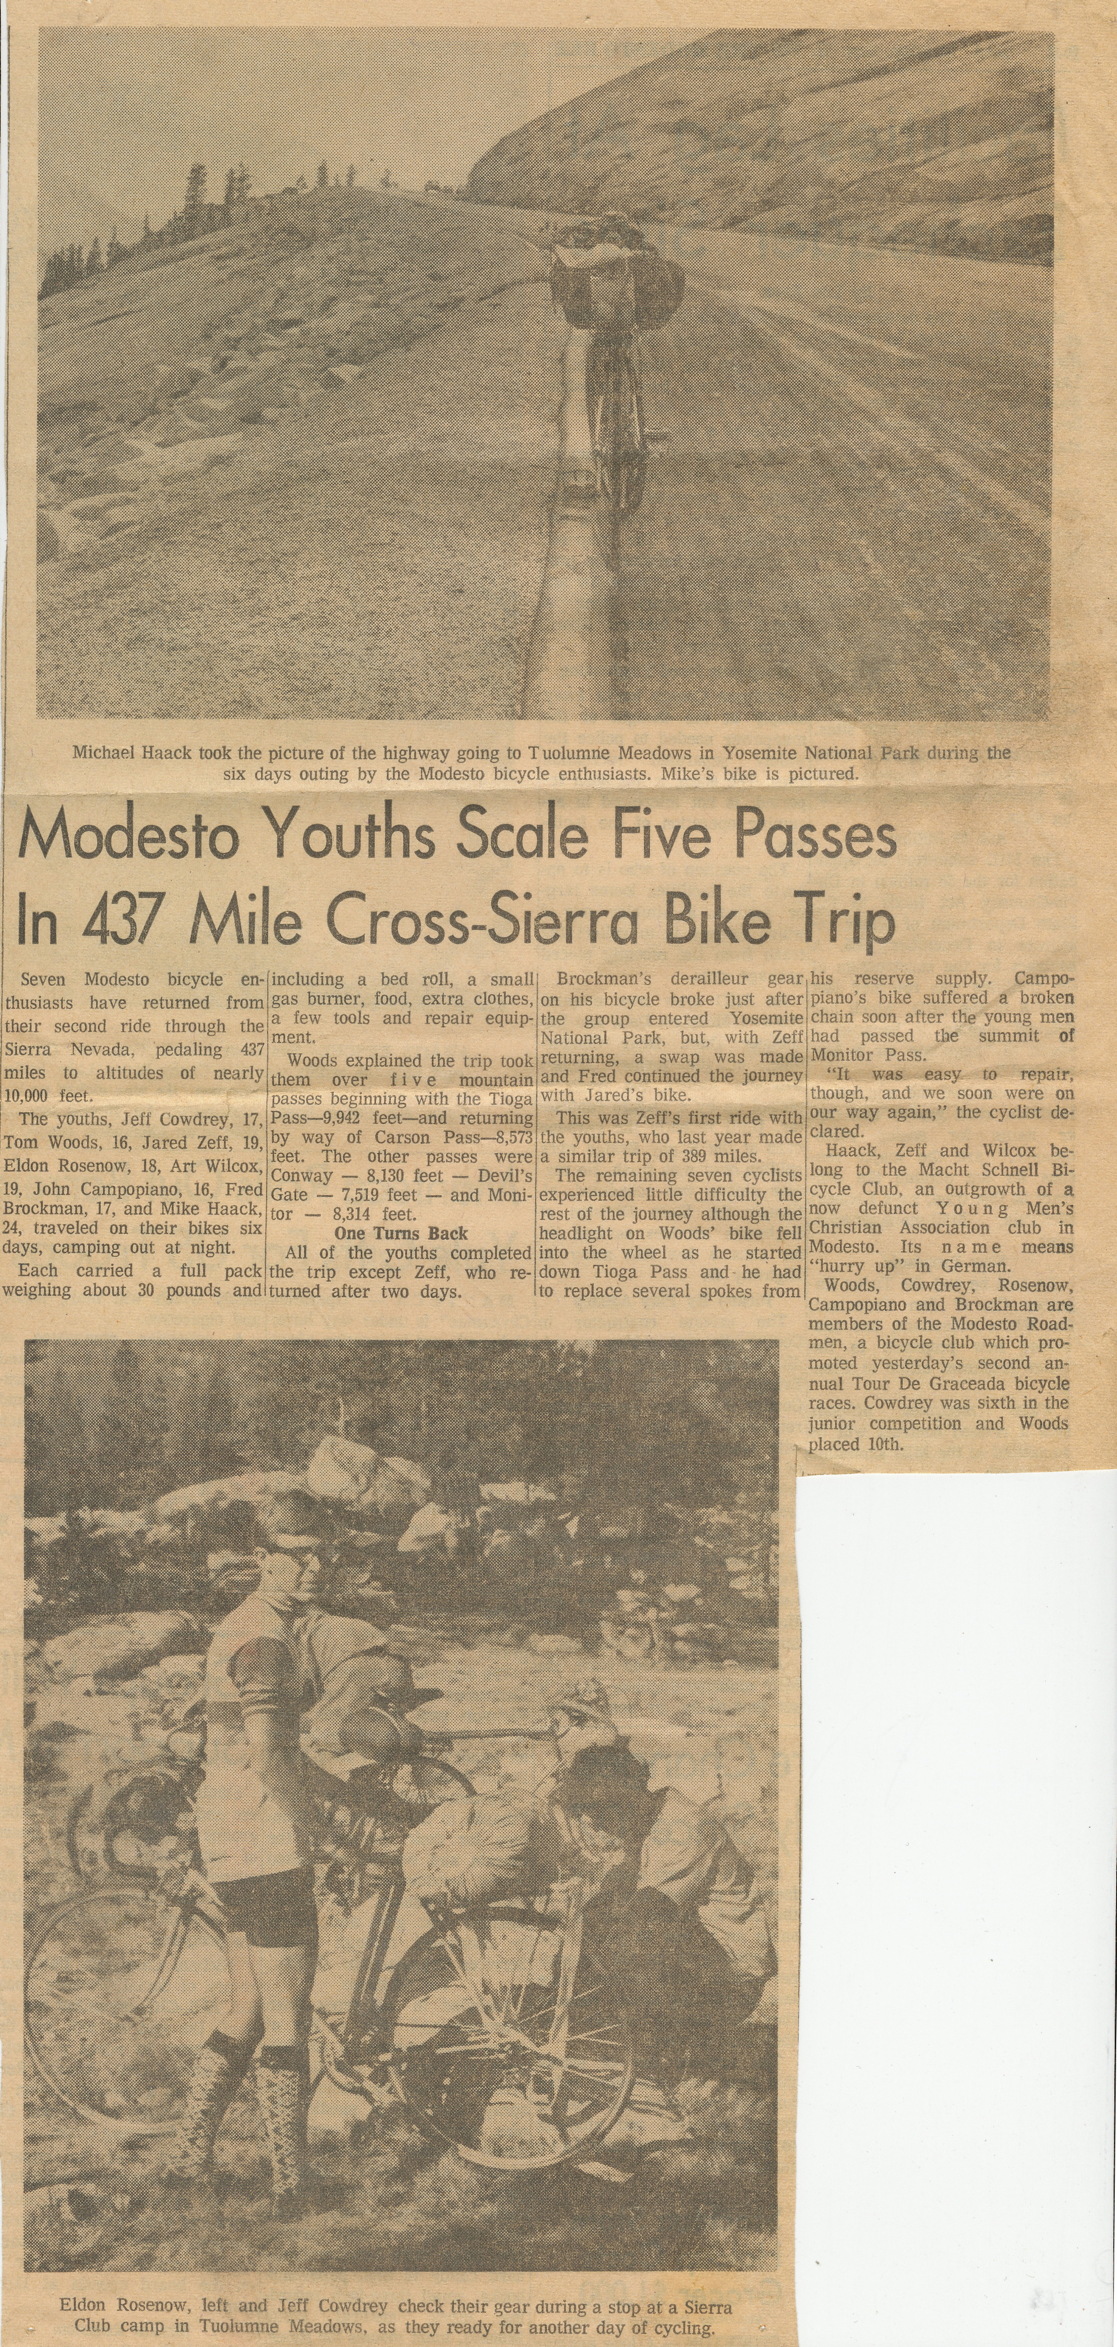 Michael Haack took the picture of the highway going to Tuolumne Meadows in Yosemite National Park during the
six days outing by the Modesto bicycle enthusiasts. Mike's bike is pictured.
Modesto Youths Scale Five Passes
In 437 Mile Cross-Sierra Bike Trip
Seven Modesto bicycle en-
thusiasts have returned from
their second ride through the
Sierra Nevada, pedaling 437
miles to altitudes of nearly
10,000 feet.
The youths, Jeff Cowdrey, 17,
Tom Woods, 16, Jared Zeff, 19,
Eldon Rosenow, 18, Art Wilcox,
19, John Campopiano, 16, Fred
Brockman, 17, and Mike Haack,
24, traveled on their bikes six
days, camping out at night.
Each carried a full pack
weighing about 30 pounds and
including a bed roll, a small
gas burner, food, extra clothes,
a few tools and repair equip-
ment.
Woods explained the trip took
them over five mountain
passes beginning with the Tioga
Pass—9,942 feet—and returning
by way of Carson Pass—8,573
feet. The other passes were
Conway — 8,130 feet — Devil's
Gate — 7,519 feet — and Moni-
tor — 8,314 feet.
One Turns Back
All of the youths completed
the trip except Zeff, who re-
turned after two days.
Brockman's derailleur gear
on his bicycle broke just after
the group entered Yosemite
National Park, but, with Zeff
returning, a swap was made
and Fred continued the journey
with Jared's bike.
This was Zeff's first ride with
the youths, who last year made
a similar trip of 389 miles.
The remaining seven cyclists
experienced little difficulty the
rest of the journey although the
headlight on Woods' bike fell
into the wheel as he started
down Tioga Pass and he had
to replace several spokes from
his reserve supply. Campo-
piano's bike suffered a broken
chain soon after the young men
had passed the summit of
Monitor Pass.
"It was easy to repair,
though, and we soon were on
our way again," the cyclist de-
clared.
Haack, Zeff and Wilcox be-
long to the Macht Schnell Bi-
cycle Club, an outgrowth of a
now defunct Young Men's
Christian Association club in
Modesto. Its name means
"hurry up" in German.
Woods, Cowdrey, Rosenow,
Campopiano and Brockman are
members of the Modesto Road-
men, a bicycle club which pro-
moted yesterday's second an-
nual Tour De Graceada bicycle
races. Cowdrey was sixth in the
junior competition and Woods
placed 10th.
Eldon Rosenow, left and Jeff Cowdrey check their gear during a stop at a Sierra
Club camp in Tuolumne Meadows, as they ready for another day of cycling.